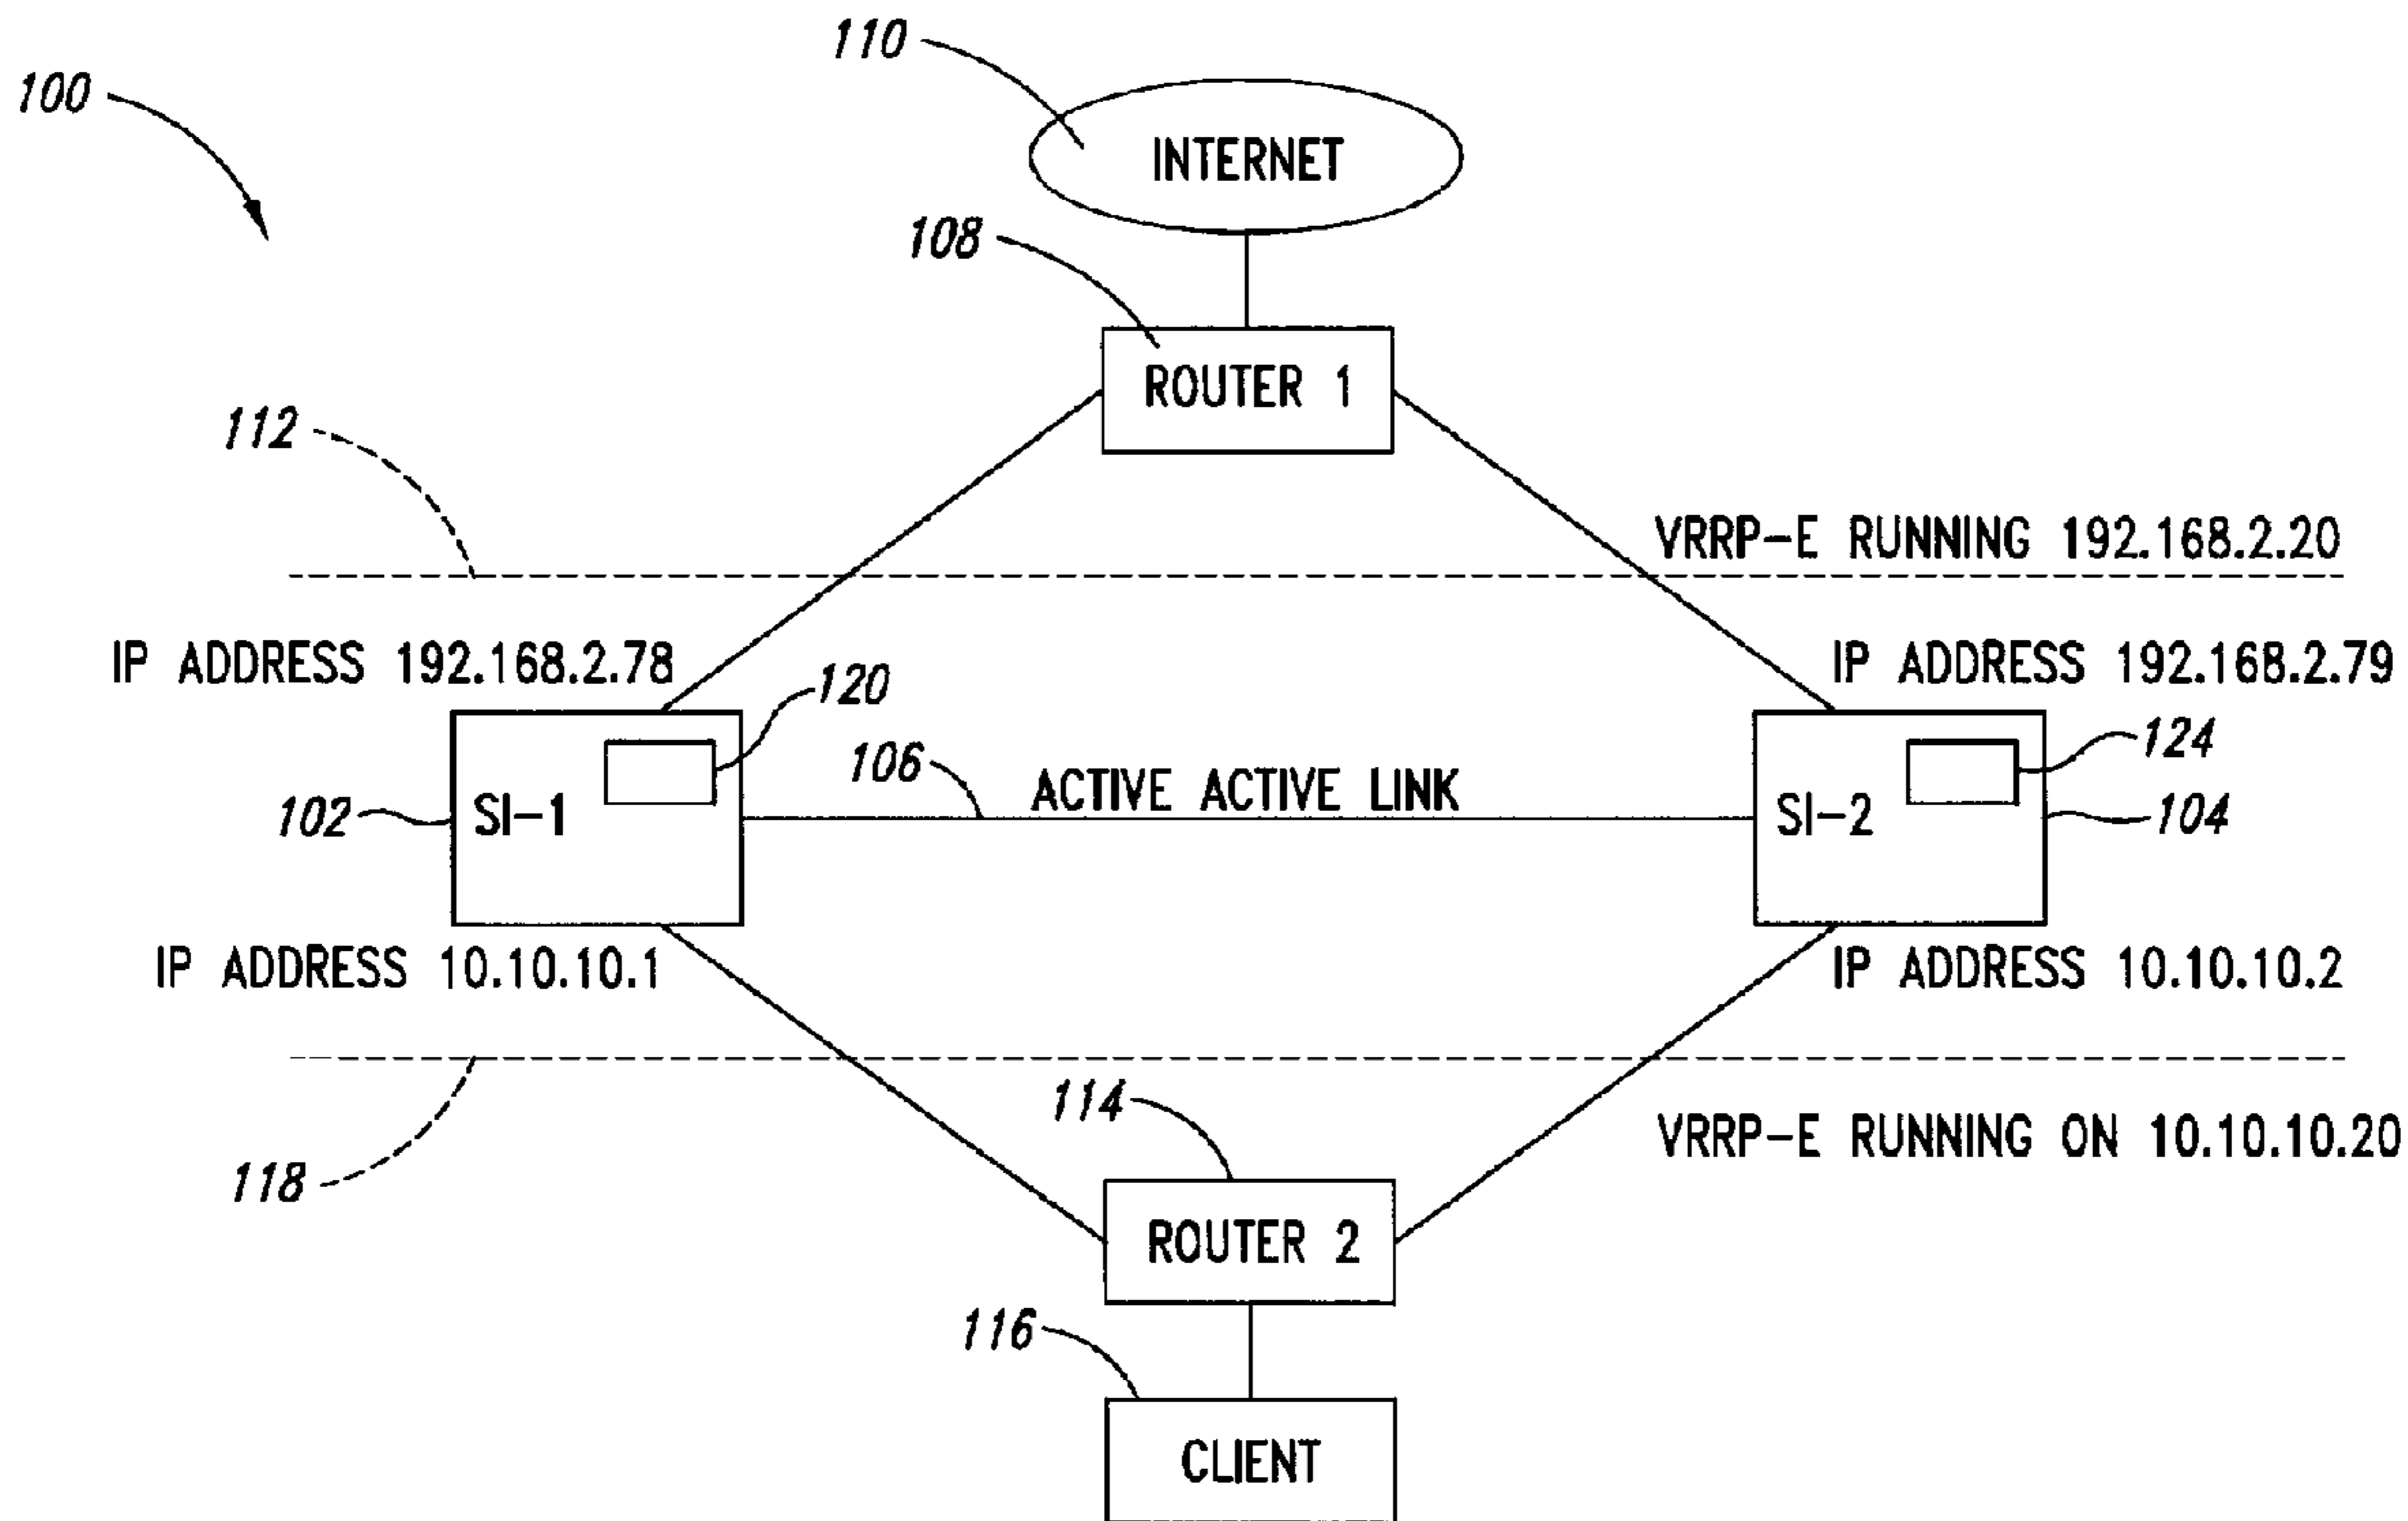 110
100
INTERNET
108
ROUTER 1
112
VRRP-E RUNNING 192.168.2.20
IP ADDRESS 192.168.2.78
IP ADDRESS 192.168.2.79
120
124
106
ACTIVE ACTIVE LINK
102
SI-1
SI-2
104
IP ADDRESS 10.10.10.1
IP ADDRESS 10.10.10.2
114
VRRP-E RUNNING ON 10.10.10.20
118
ROUTER 2
116
CLIENT